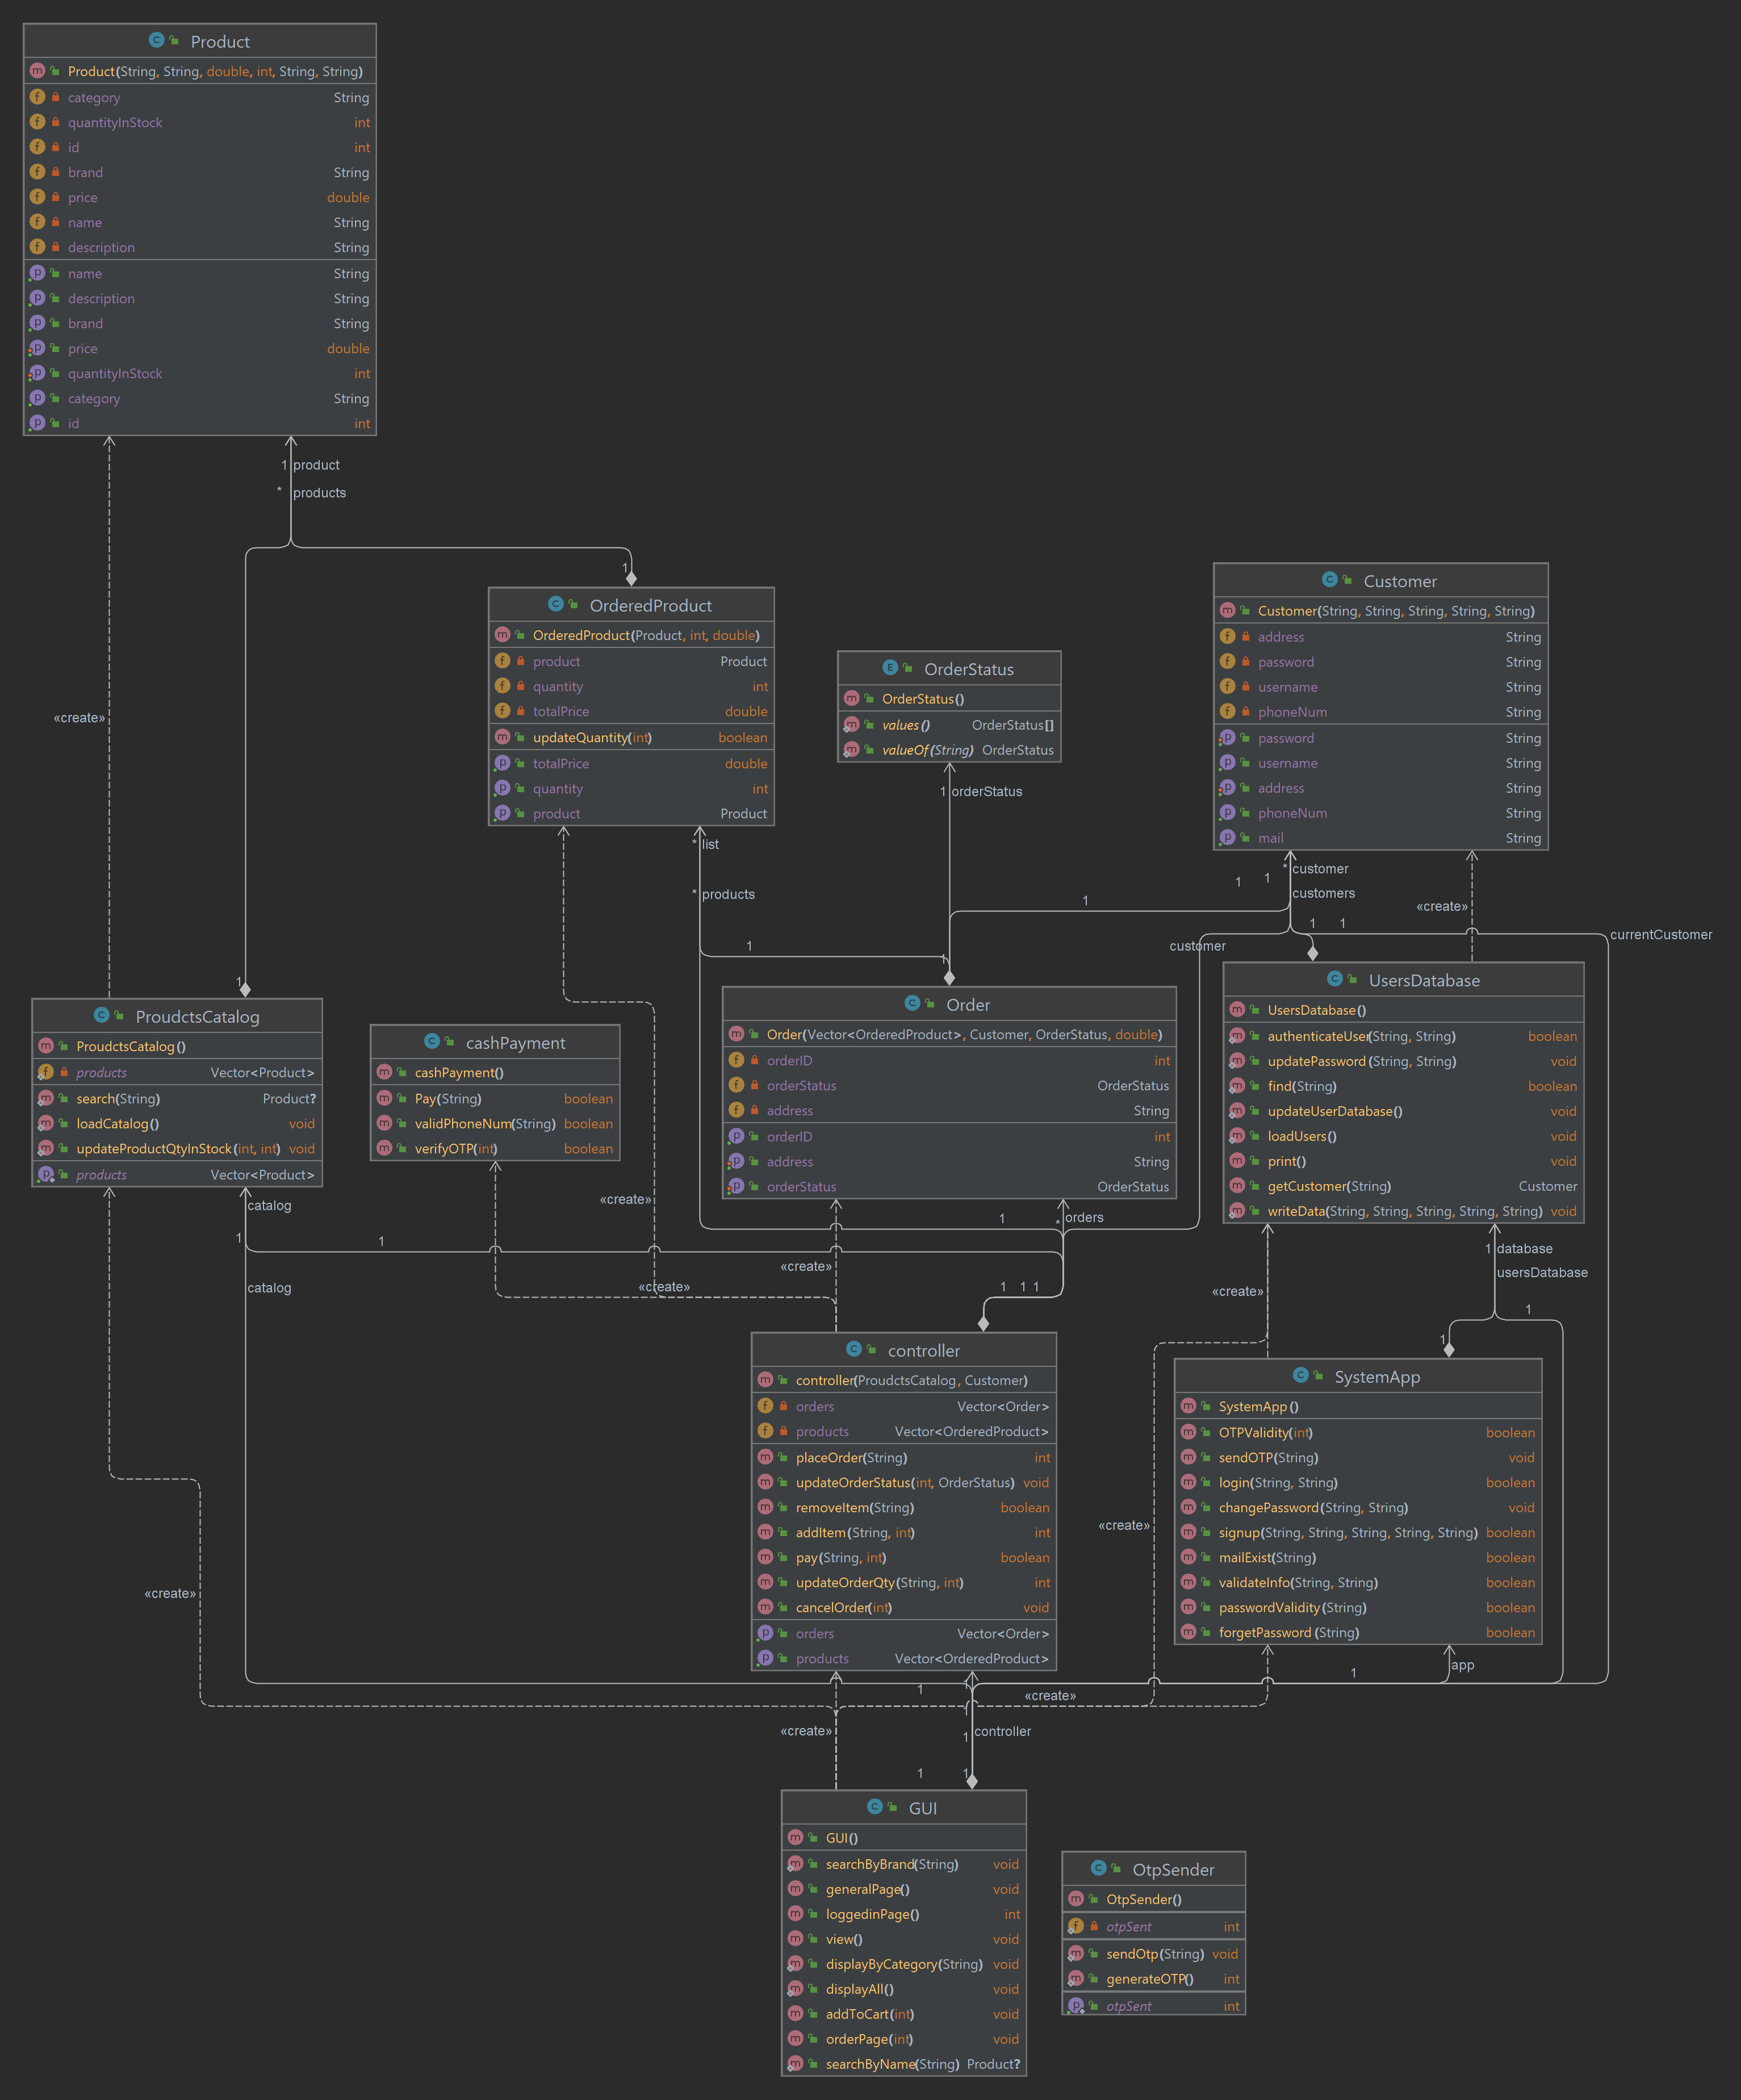 Product
Product(String, String, double, int, String, String)
category String
quantityInStock int
id int
brand String
price double
name String
description String
name String
description String
brand String
price double
quantityInStock int
category String
id int
1 product
* products
«create»
1
OrderedProduct
OrderedProduct(Product, int, double)
product Product
quantity int
totalPrice double
updateQuantity(int) boolean
totalPrice double
quantity int
product Product
OrderStatus
OrderStatus()
values() OrderStatus[]
valueOf(String) OrderStatus
1 orderStatus
Customer
Customer(String, String, String, String, String)
address String
password String
username String
phoneNum String
password String
username String
address String
phoneNum String
mail String
* list
* products
* customer
1 1
customers
1
«create»
1 1
currentCustomer
customer
1
1
1
ProudctsCatalog
ProudctsCatalog()
products Vector<Product>
search(String) Product?
loadCatalog() void
updateProductQtyInStock(int, int) void
products Vector<Product>
cashPayment
cashPayment()
Pay(String) boolean
validPhoneNum(String) boolean
verifyOTP(int) boolean
Order
Order(Vector<OrderedProduct>, Customer, OrderStatus, double)
orderID int
orderStatus OrderStatus
address String
orderID int
address String
orderStatus OrderStatus
UsersDatabase
UsersDatabase()
authenticateUser(String, String) boolean
updatePassword(String, String) void
find(String) boolean
updateUserDatabase() void
loadUsers() void
print() void
getCustomer(String) Customer
writeData(String, String, String, String, String) void
catalog
«create»
1
* orders
1
1
catalog
«create»
«create»
1 1 1
1 database
usersDatabase
«create»
1
1
controller
controller(ProudctsCatalog, Customer)
orders Vector<Order>
products Vector<OrderedProduct>
placeOrder(String) int
updateOrderStatus(int, OrderStatus) void
removeItem(String) boolean
addItem(String, int) int
pay(String, int) boolean
updateOrderQty(String, int) int
cancelOrder(int) void
orders Vector<Order>
products Vector<OrderedProduct>
SystemApp
SystemApp()
OTPValidity(int) boolean
sendOTP(String) void
login(String, String) boolean
changePassword(String, String) void
signup(String, String, String, String, String) boolean
mailExist(String) boolean
validateInfo(String, String) boolean
passwordValidity(String) boolean
forgetPassword(String) boolean
«create»
«create»
1
app
1
1
«create»
1
«create»
1 controller
1
1
GUI
GUI()
searchByBrand(String) void
generalPage() void
loggedinPage() int
view() void
displayByCategory(String) void
displayAll() void
addToCart(int) void
orderPage(int) void
searchByName(String) Product?
OtpSender
OtpSender()
otpSent int
sendOtp(String) void
generateOTP() int
otpSent int